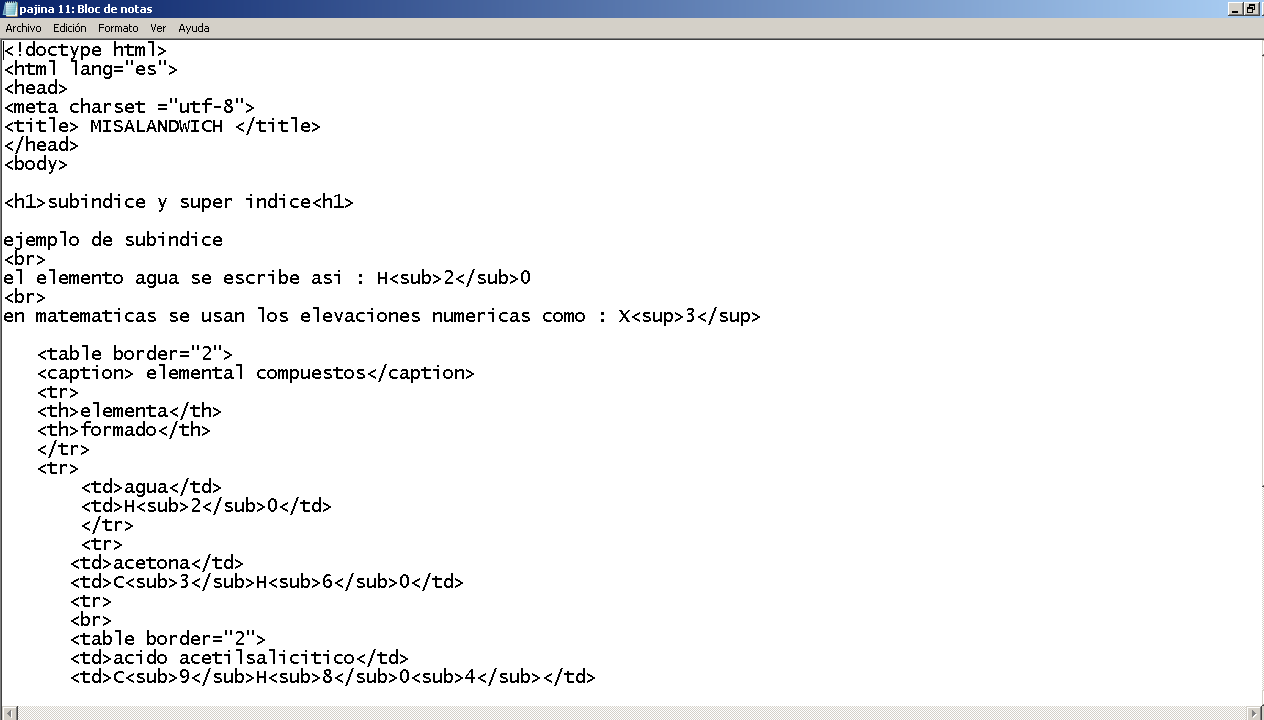 pajina 11: Bloc de notas
Archivo Edición Formato Ver Ayuda
<!doctype html>
<html lang="es">
<head>
<meta charset ="utf-8">
<title> MISALANDWICH </title>
</head>
<body>
<h1>subindice y super indice<h1>
ejemplo de subindice
<br>
el elemento agua se escribe asi : H<sub>2</sub>0
<br>
en matematicas se usan los elevaciones numericas como : X<sup>3</sup>
<table border="2">
<caption> elemental compuestos</caption>
<tr>
<th>elementa</th>
<th>formado</th>
</tr>
<tr>
<td>agua</td>
<td>H<sub>2</sub>0</td>
</tr>
<tr>
<td>acetona</td>
<td>C<sub>3</sub>H<sub>6</sub>0</td>
<tr>
<br>
<table border="2">
<td>acido acetilsalicitico</td>
<td>C<sub>9</sub>H<sub>8</sub>0<sub>4</sub></td>